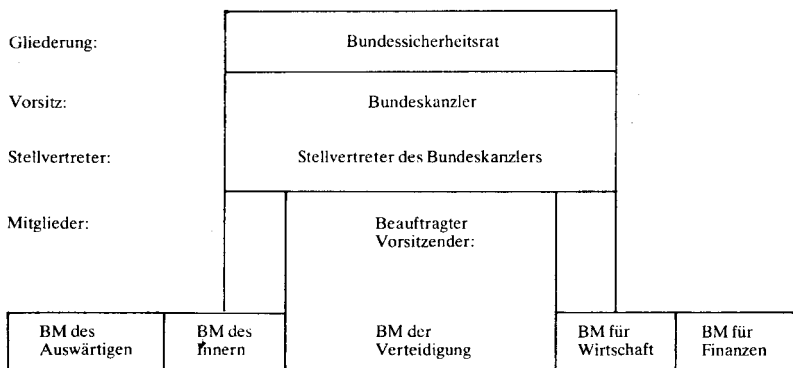 Gliederung: Bundessicherheitsrat
Vorsitz: Bundeskanzler
Stellvertreter: Stellvertreter des Bundeskanzlers
Mitglieder: Beauftragter
Vorsitzender:
BM des BM des BM der BM für BM für
Auswärtigen Innern Verteidigung Wirtschaft Finanzen